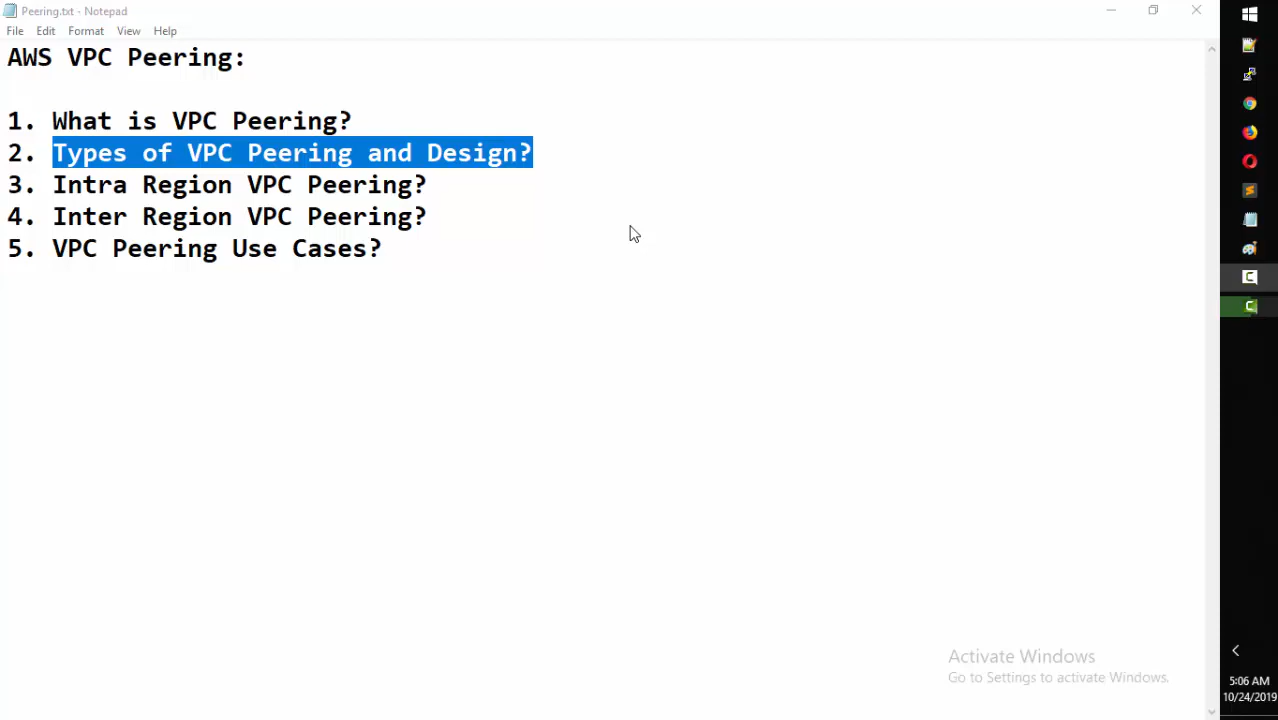 Peering.txt - Notepad
File Edit Format View Help
AWS VPC Peering:
1. What is VPC Peering?
2. Types of VPC Peering and Design?
3. Intra Region VPC Peering?
4. Inter Region VPC Peering?
5. VPC Peering Use Cases?
Activate Windows
Go to Settings to activate Windows.
5:06 AM
10/24/2019